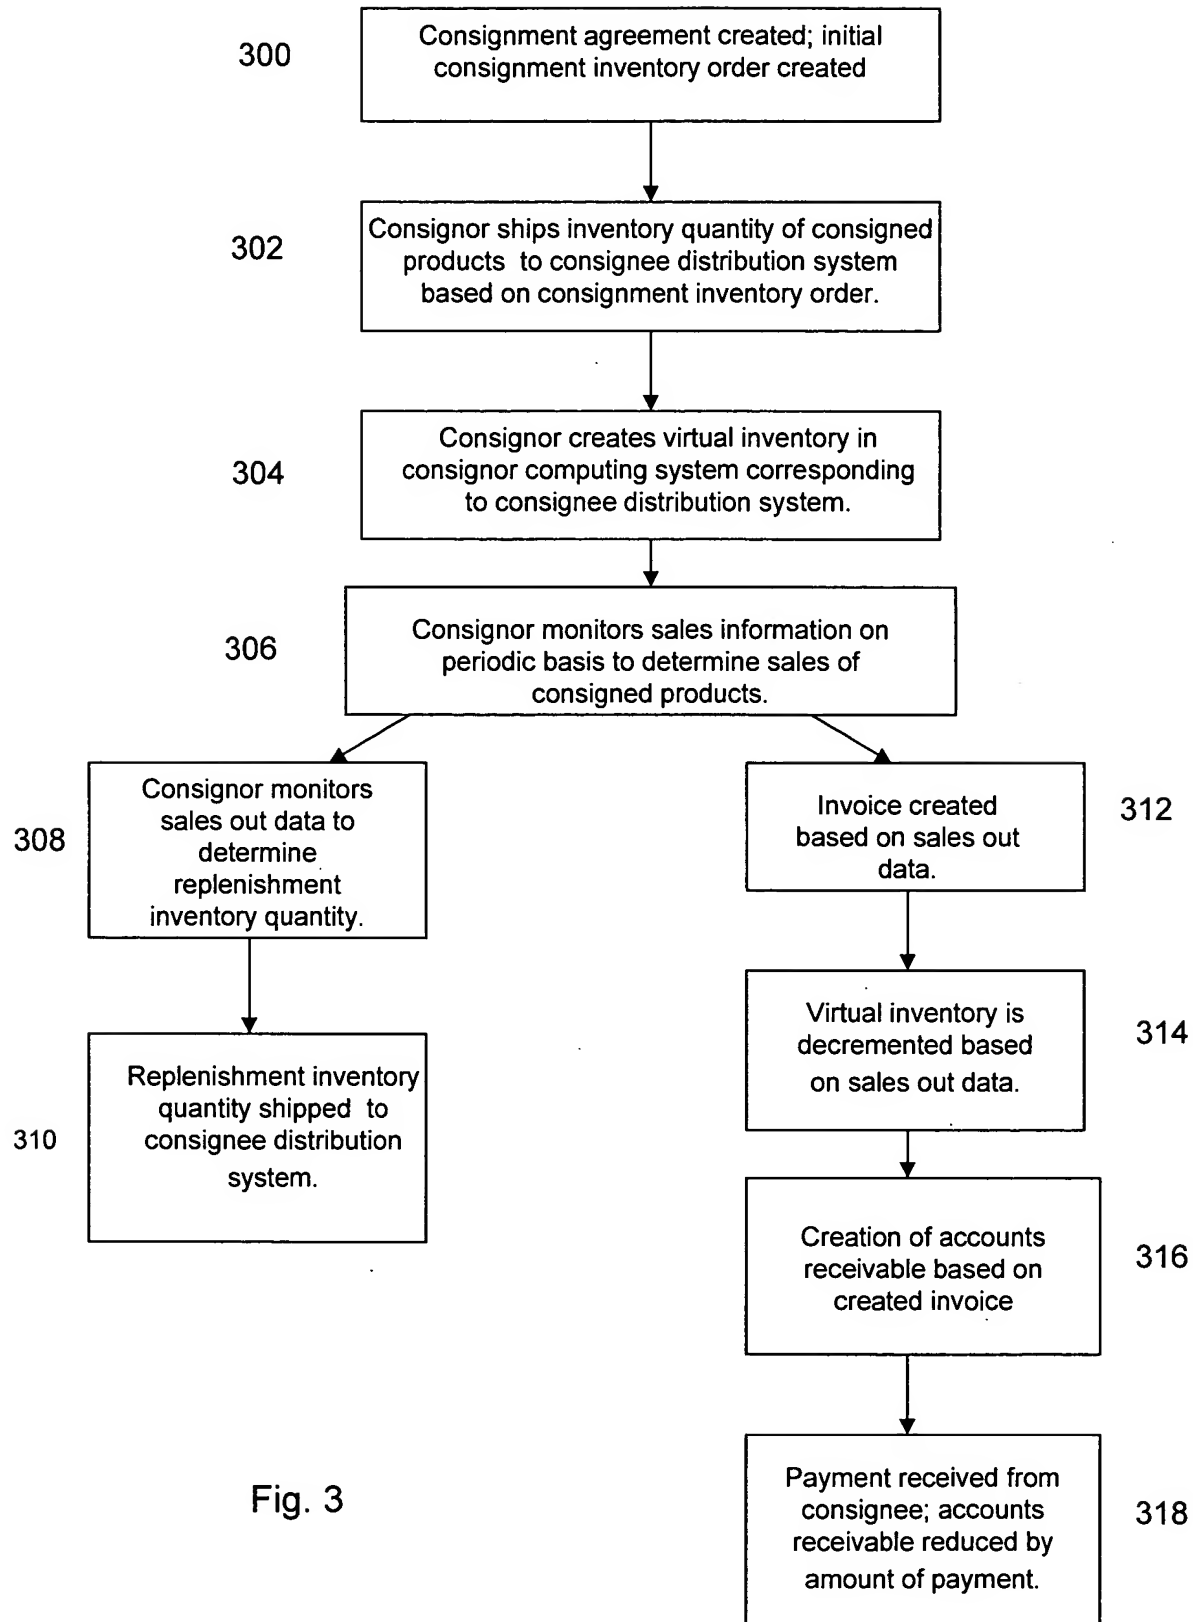 300
Consignment agreement created; initial
consignment inventory order created
302
Consignor ships inventory quantity of consigned
products to consignee distribution system
based on consignment inventory order.
304
Consignor creates virtual inventory in
consignor computing system corresponding
to consignee distribution system.
306
Consignor monitors sales information on
periodic basis to determine sales of
consigned products.
308
Consignor monitors
sales out data to
determine
replenishment
inventory quantity.
310
Replenishment inventory
quantity shipped to
consignee distribution
system.
Invoice created
based on sales out
data.
312
Virtual inventory is
decremented based
on sales out data.
314
Creation of accounts
receivable based on
created invoice
316
Payment received from
consignee; accounts
receivable reduced by
amount of payment.
318
Fig. 3